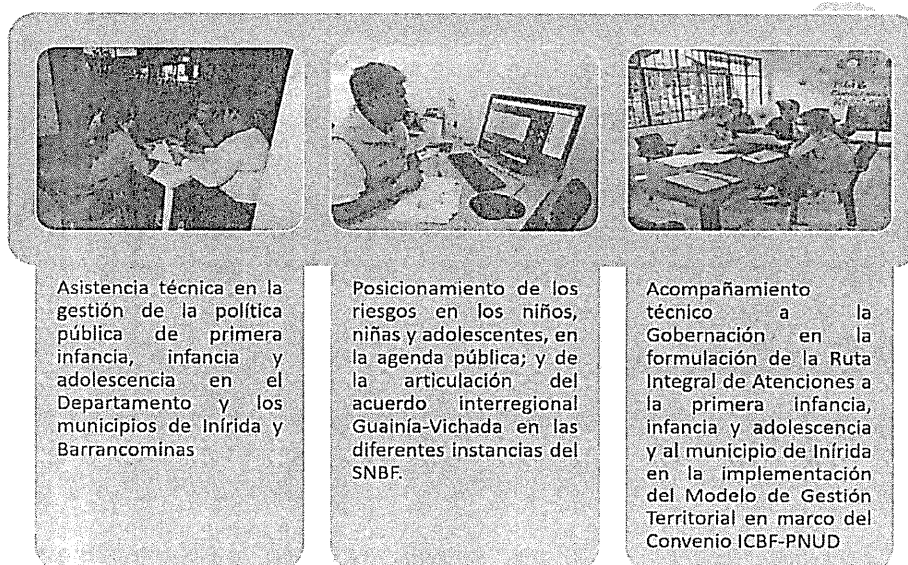 Asistencia técnica en la
gestión de la política
pública de primera
infancia, infancia y
adolescencia en el
Departamento y los
municipios de Inírida y
Barrancominas
Posicionamiento de los
riesgos en los niños,
niñas y adolescentes, en
la agenda pública; y de
la articulación del
acuerdo interregional
Guainía-Vichada en las
diferentes instancias del
SNBF.
Acompañamiento
técnico a la
Gobernación en la
formulación de la Ruta
Integral de Atenciones a
la primera infancia,
infancia y adolescencia
y al municipio de Inírida
en la implementación
del Modelo de Gestión
Territorial en marco del
Convenio ICBF-PNUD